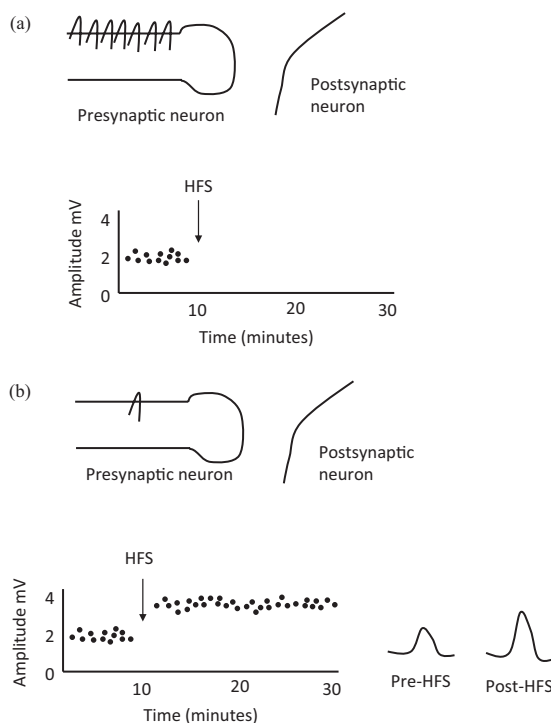 (a)
Presynaptic neuron
Postsynaptic
neuron
HFS
Amplitude mV
4
2
0
10
20
30
Time (minutes)
(b)
Presynaptic neuron
Postsynaptic
neuron
HFS
Amplitude mV
4
2
0
10
20
30
Time (minutes)
Pre-HFS
Post-HFS